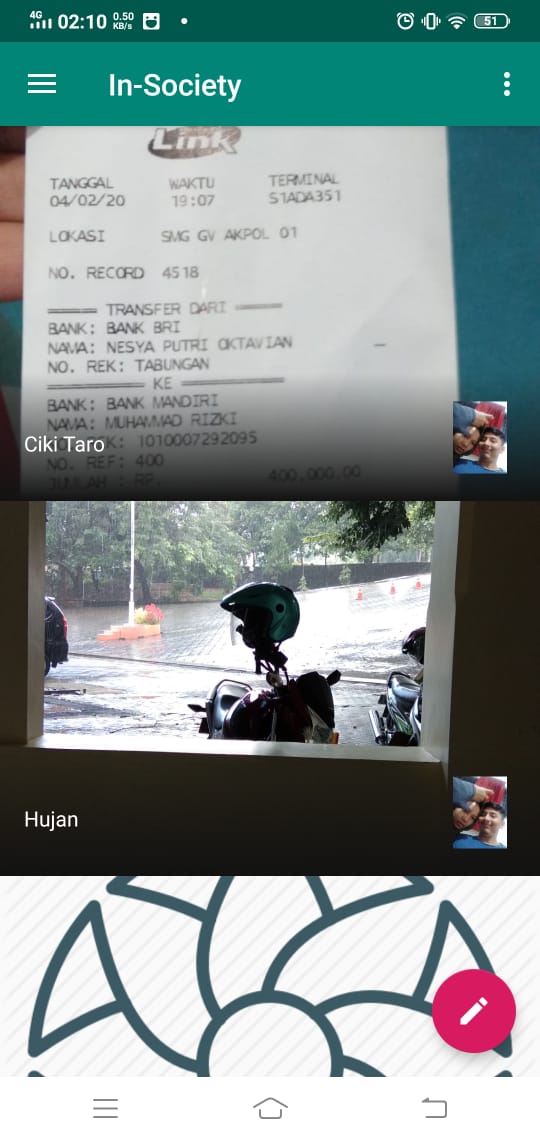 4G 02:10 0.50 KB/s 51
In-Society
Link
TANGGAL WAKTU TERMINAL
04/02/20 19:07 S1ADA351
LOKASI SMG GV AKPOL 01
NO. RECORD 4518
TRANSFER DARI
BANK: BANK BRI
NAMA: NESYA PUTRI OKTAVIAN
NO. REK: TABUNGAN
KE
BANK: BANK MANDIRI
NAMA: MUHAMMAD RIZKI
Ciki Taro
K: 1010007292095
NO. REF: 400
JUMLAH : RP. 400,000.00
Hujan